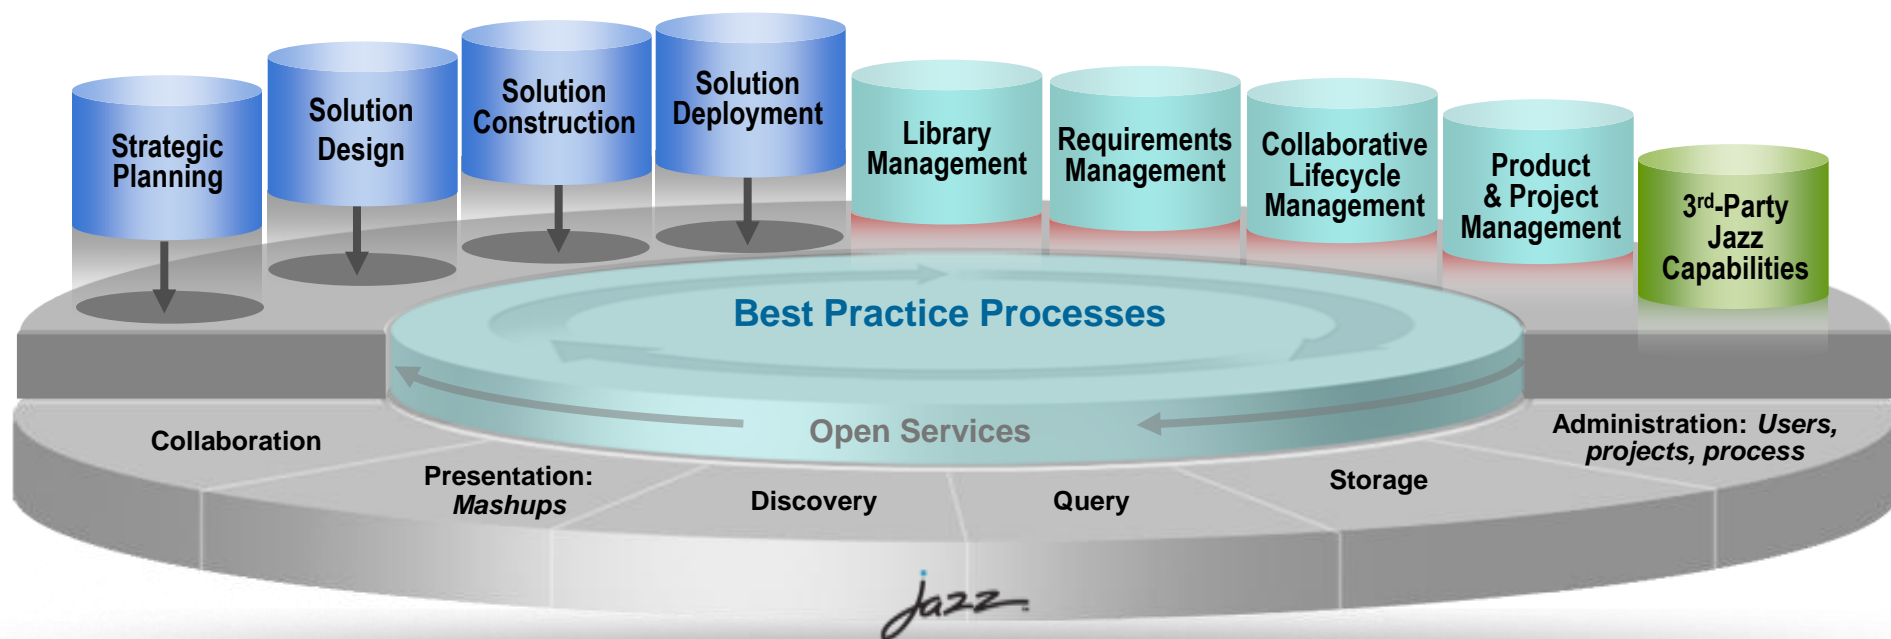 Strategic
Planning
Solution
Design
Solution
Construction
Solution
Deployment
Library
Management
Requirements
Management
Collaborative
Lifecycle
Management
Product
& Project
Management
3rd-Party
Jazz
Capabilities
Best Practice Processes
Open Services
Collaboration
Presentation:
Mashups
Discovery
Query
Storage
Administration: Users,
projects, process
jazz